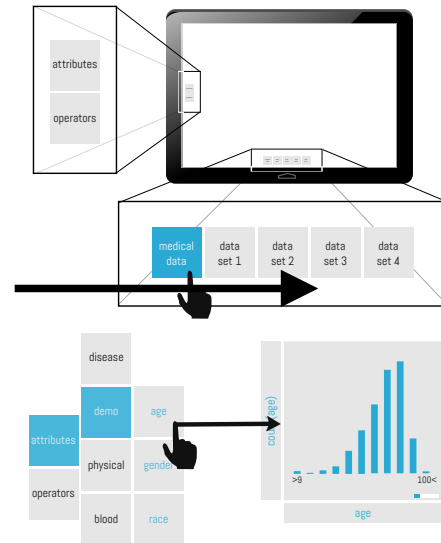 attributes
operators
medical
data
data
set 1
data
set 2
data
set 3
data
set 4
disease
demo
age
attributes
physical
gender
operators
blood
race
count(age)
>9
100<
age